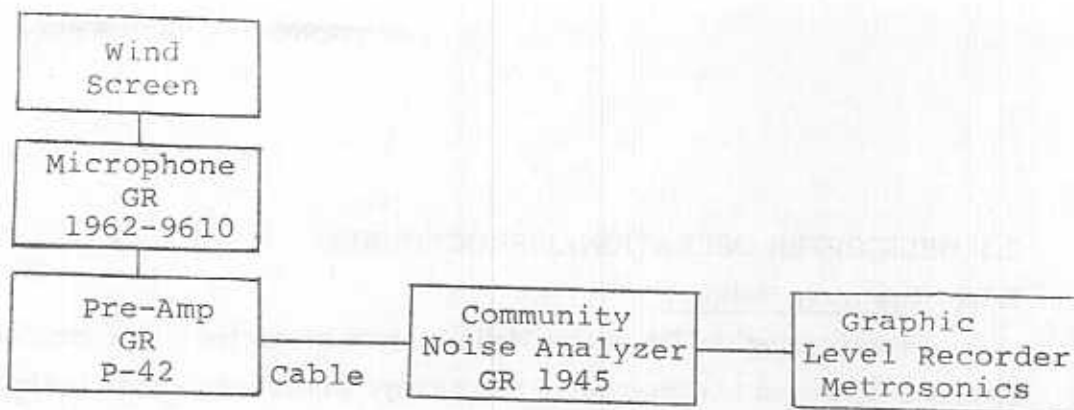 Wind
Screen
Microphone
GR
1962-9610
Pre-Amp
GR
P-42
Cable
Community
Noise Analyzer
GR 1945
Graphic
Level Recorder
Metrosonics